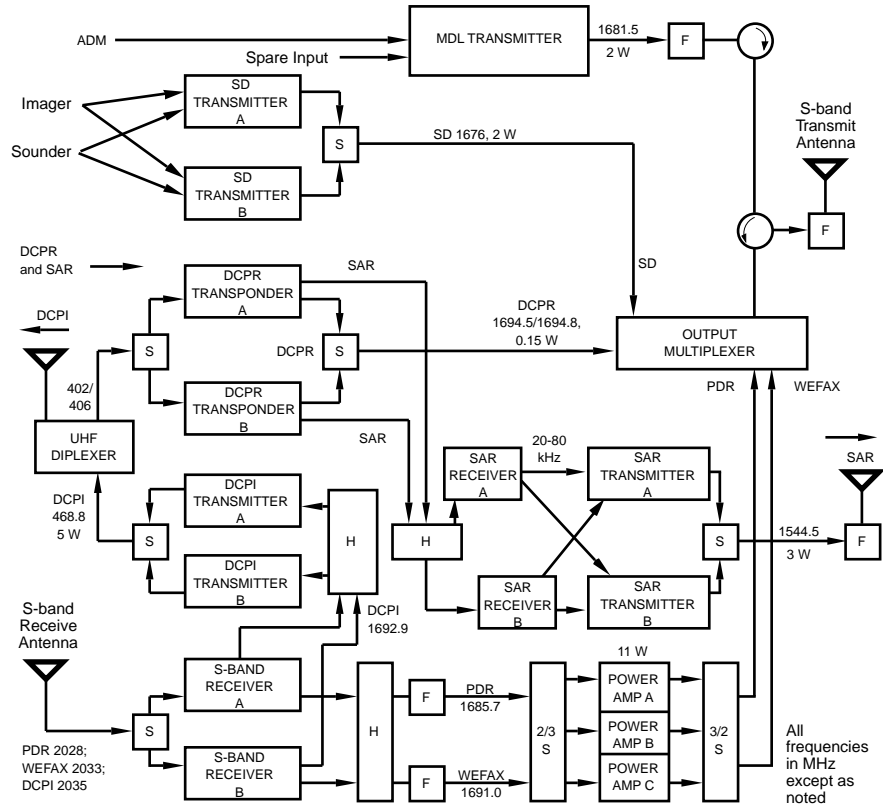 ADM
Spare Input
MDL TRANSMITTER
1681.5
2 W
F
Imager
Sounder
SD
TRANSMITTER
A
SD
TRANSMITTER
B
S
SD 1676, 2 W
S-band
Transmit
Antenna
F
SD
DCPR
and SAR
DCPI
S
402/
406
UHF
DIPLEXER
DCPR
TRANSPONDER
A
DCPR
TRANSPONDER
B
SAR
SAR
DCPR
S
DCPR
1694.5/1694.8,
0.15 W
OUTPUT
MULTIPLEXER
PDR
WEFAX
DCPI
468.8
5 W
S
DCPI
TRANSMITTER
A
DCPI
TRANSMITTER
B
H
DCPI
1692.9
H
SAR
RECEIVER
A
SAR
RECEIVER
B
20-80
kHz
SAR
TRANSMITTER
A
SAR
TRANSMITTER
B
S
1544.5
3 W
SAR
F
S-band
Receive
Antenna
PDR 2028;
WEFAX 2033;
DCPI 2035
S
S-BAND
RECEIVER
A
S-BAND
RECEIVER
B
H
F
PDR
1685.7
F
WEFAX
1691.0
2/3
S
11 W
POWER
AMP A
POWER
AMP B
POWER
AMP C
3/2
S
All
frequencies
in MHz
except as
noted